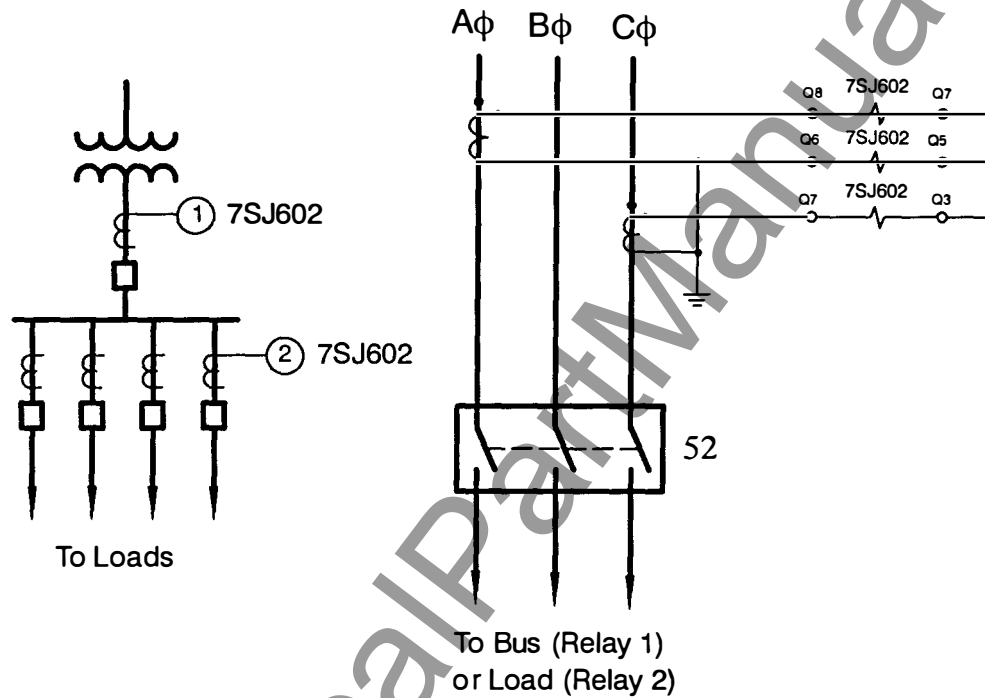 Aϕ Bϕ Cϕ
Q8 7SJ602 Q7
Q6 7SJ602 Q5
Q7 7SJ602 Q3
1 7SJ602
2 7SJ602
52
To Loads
To Bus (Relay 1)
or Load (Relay 2)
alPartManua